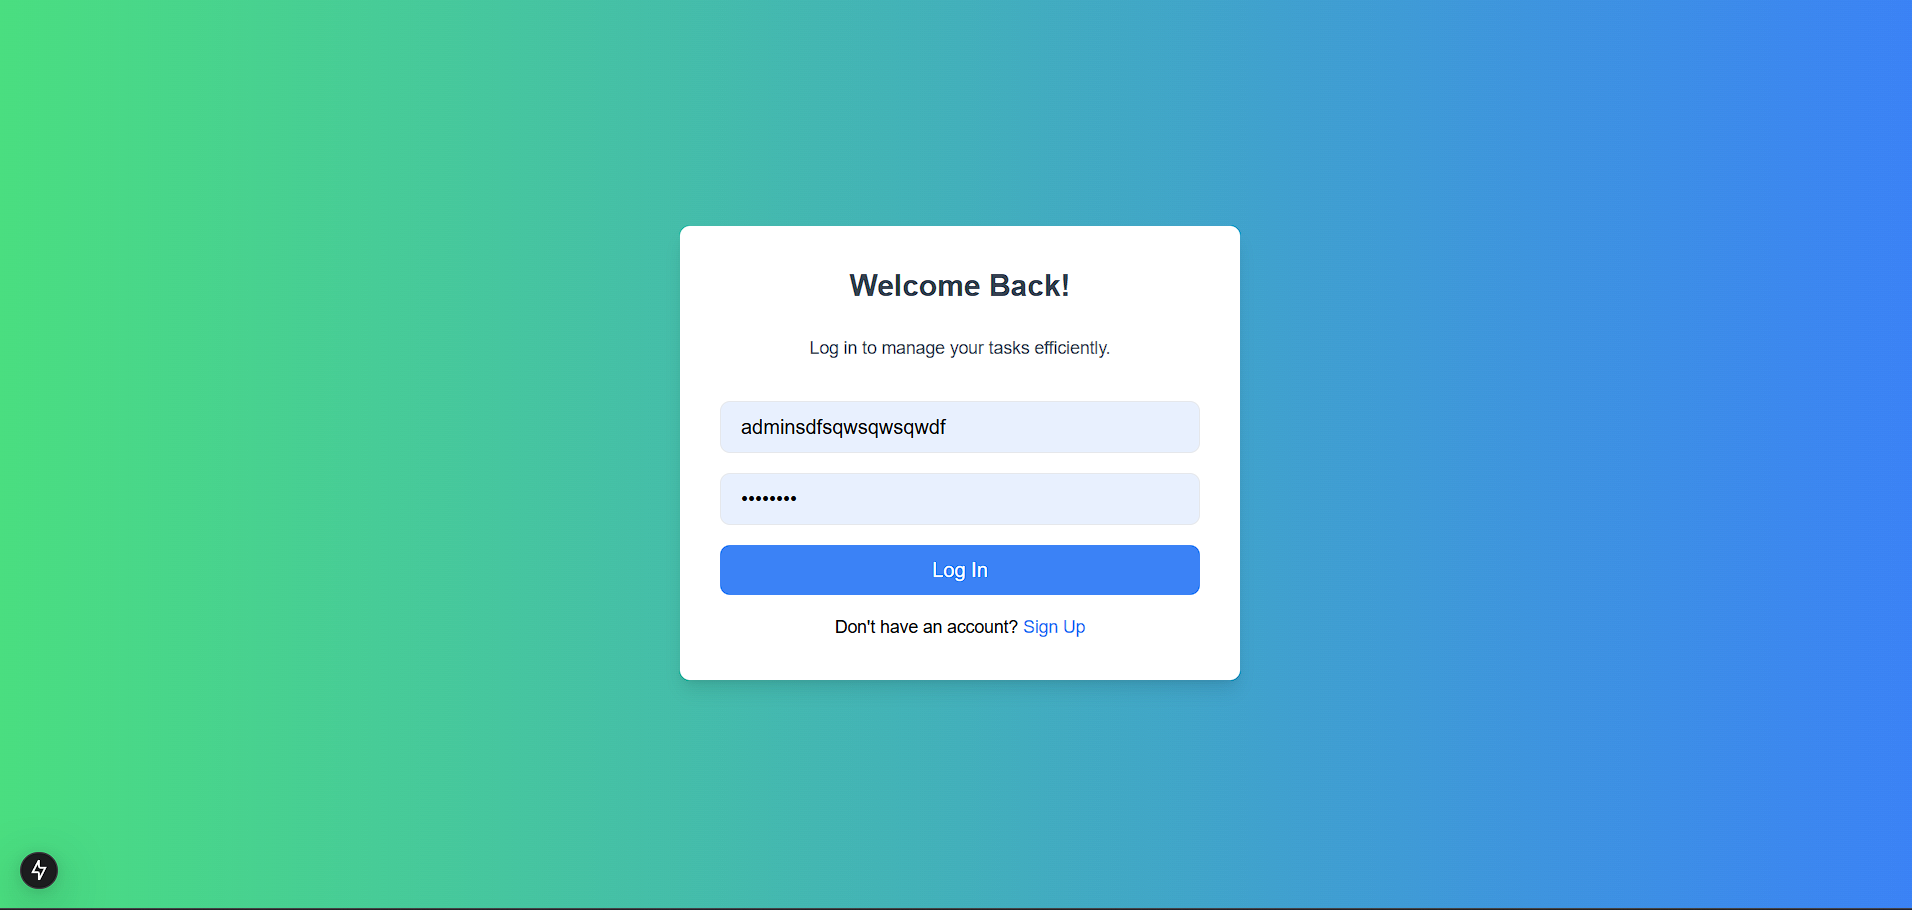 Welcome Back!
Log in to manage your tasks efficiently.
adminsdfsqwsqwsqwdf
••••••••
Log In
Don't have an account? Sign Up